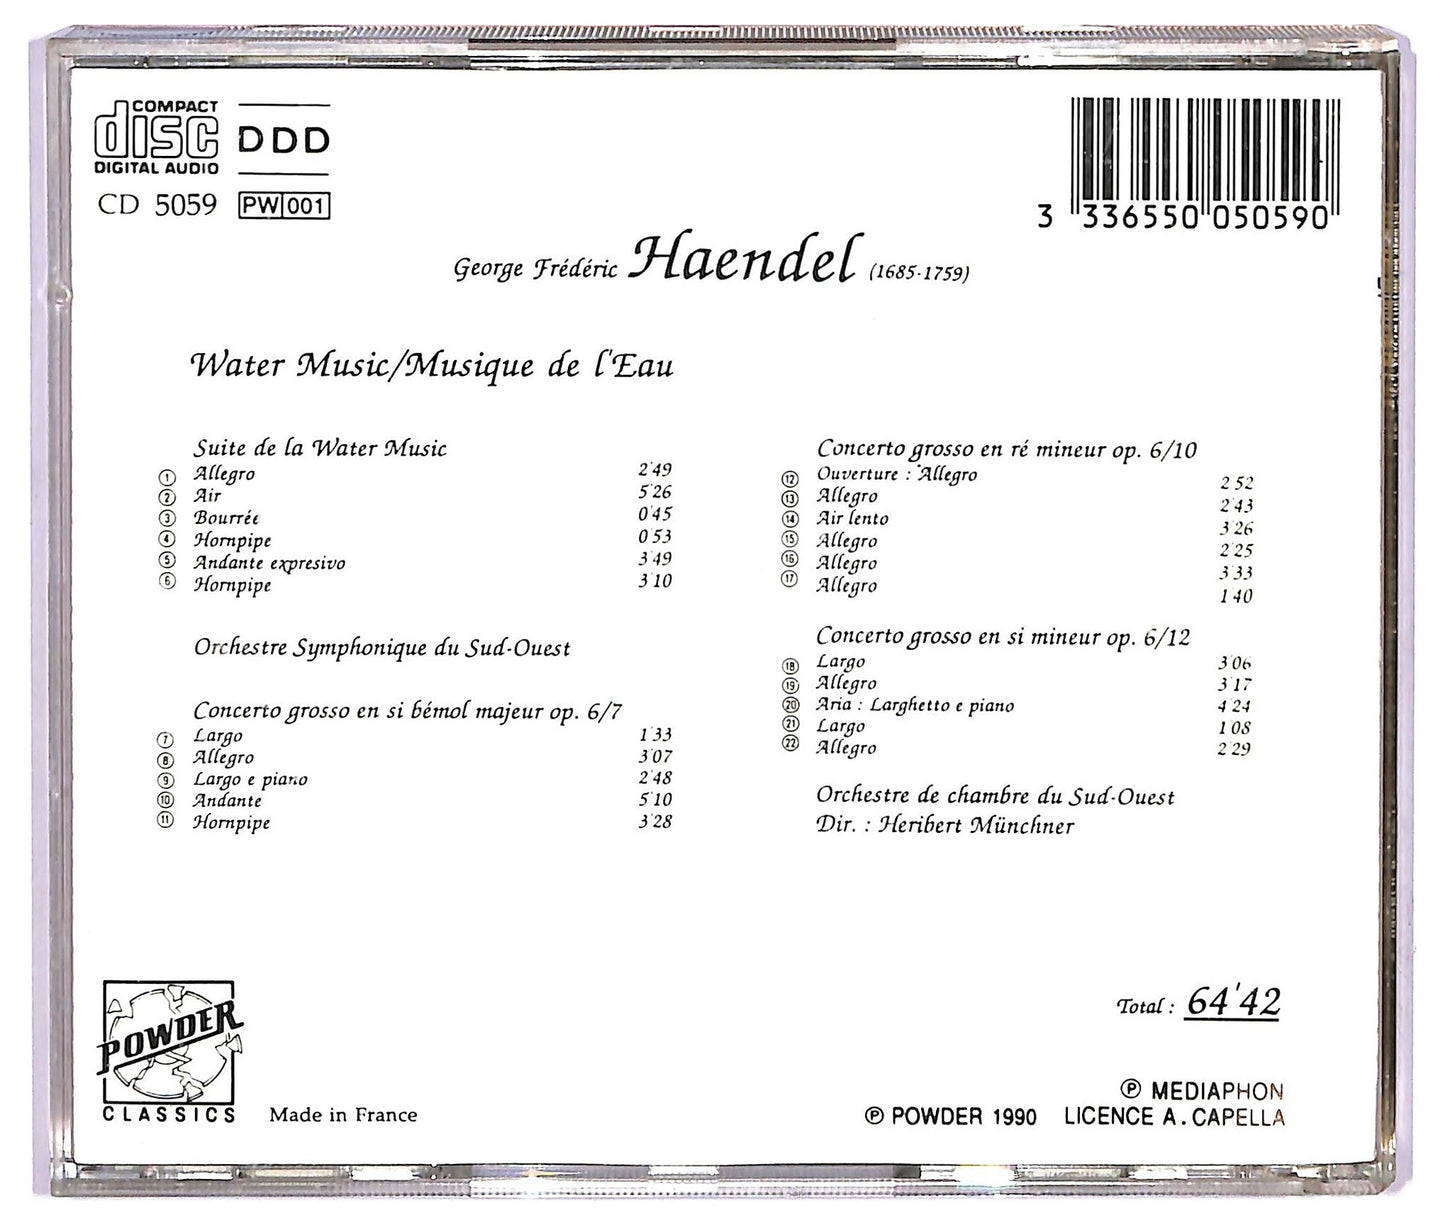 COMPACT
disc
DIGITAL AUDIO
DDD
CD 5059 PW 001
3 336550 050590
George Frédéric Haendel (1685-1759)
Water Music/Musique de l'Eau
Suite de la Water Music
1 Allegro 2'49
2 Air 5'26
3 Bourrée 0'45
4 Hornpipe 0'53
5 Andante expresivo 3'49
6 Hornpipe 3'10
Orchestre Symphonique du Sud-Ouest
Concerto grosso en si bémol majeur op. 6/7
7 Largo 1'33
8 Allegro 3'07
9 Largo e piano 2'48
10 Andante 5'10
11 Hornpipe 3'28
Concerto grosso en ré mineur op. 6/10
12 Ouverture : Allegro 2'52
13 Allegro 2'43
14 Air lento 3'26
15 Allegro 2'25
16 Allegro 3'33
17 Allegro 1'40
Concerto grosso en si mineur op. 6/12
18 Largo 3'06
19 Allegro 3'17
20 Aria : Larghetto e piano 4'24
21 Largo 1'08
22 Allegro 2'29
Orchestre de chambre du Sud-Ouest
Dir. : Heribert Münchner
Total : 64'42
POWDER
CLASSICS
Made in France
℗ MEDIAPHON
℗ POWDER 1990 LICENCE A. CAPELLA